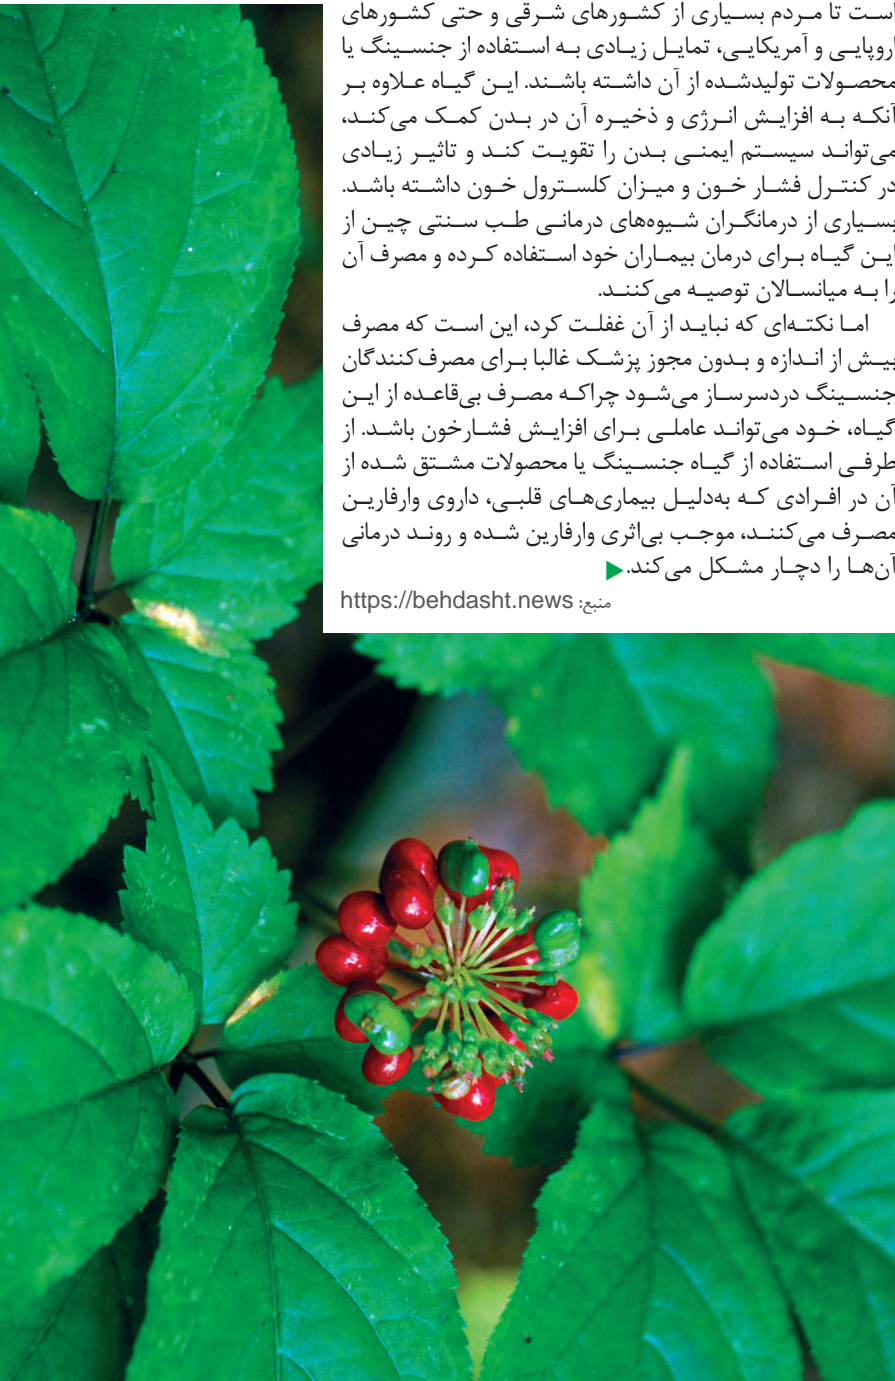 است تا مردم بسیاری از کشورهای شرقی و حتی کشورهای
اروپایی و آمریکایی، تمایل زیادی به استفاده از جنسینگ یا
محصولات تولیدشده از آن داشته باشند. این گیاه علاوه بر
آنکه به افزایش انرژی و ذخیره آن در بدن کمک می‌کند،
می‌تواند سیستم ایمنی بدن را تقویت کند و تاثیر زیادی
در کنترل فشار خون و میزان کلسترول خون داشته باشد.
بسیاری از درمانگران شیوه‌های درمانی طب سنتی چین از
این گیاه برای درمان بیماران خود استفاده کرده و مصرف آن
را به میانسالان توصیه می‌کنند.
اما نکته‌ای که نباید از آن غفلت کرد، این است که مصرف
بیش از اندازه و بدون مجوز پزشک غالبا برای مصرف‌کنندگان
جنسینگ دردسرساز می‌شود چراکه مصرف بی‌قاعده از این
گیاه، خود می‌تواند عاملی برای افزایش فشارخون باشد. از
طرفی استفاده از گیاه جنسینگ یا محصولات مشتق شده از
آن در افرادی که به‌دلیل بیماری‌های قلبی، داروی وارفارین
مصرف می‌کنند، موجب بی‌اثری وارفارین شده و روند درمانی
آن‌ها را دچار مشکل می‌کند.
منبع: https://behdasht.news